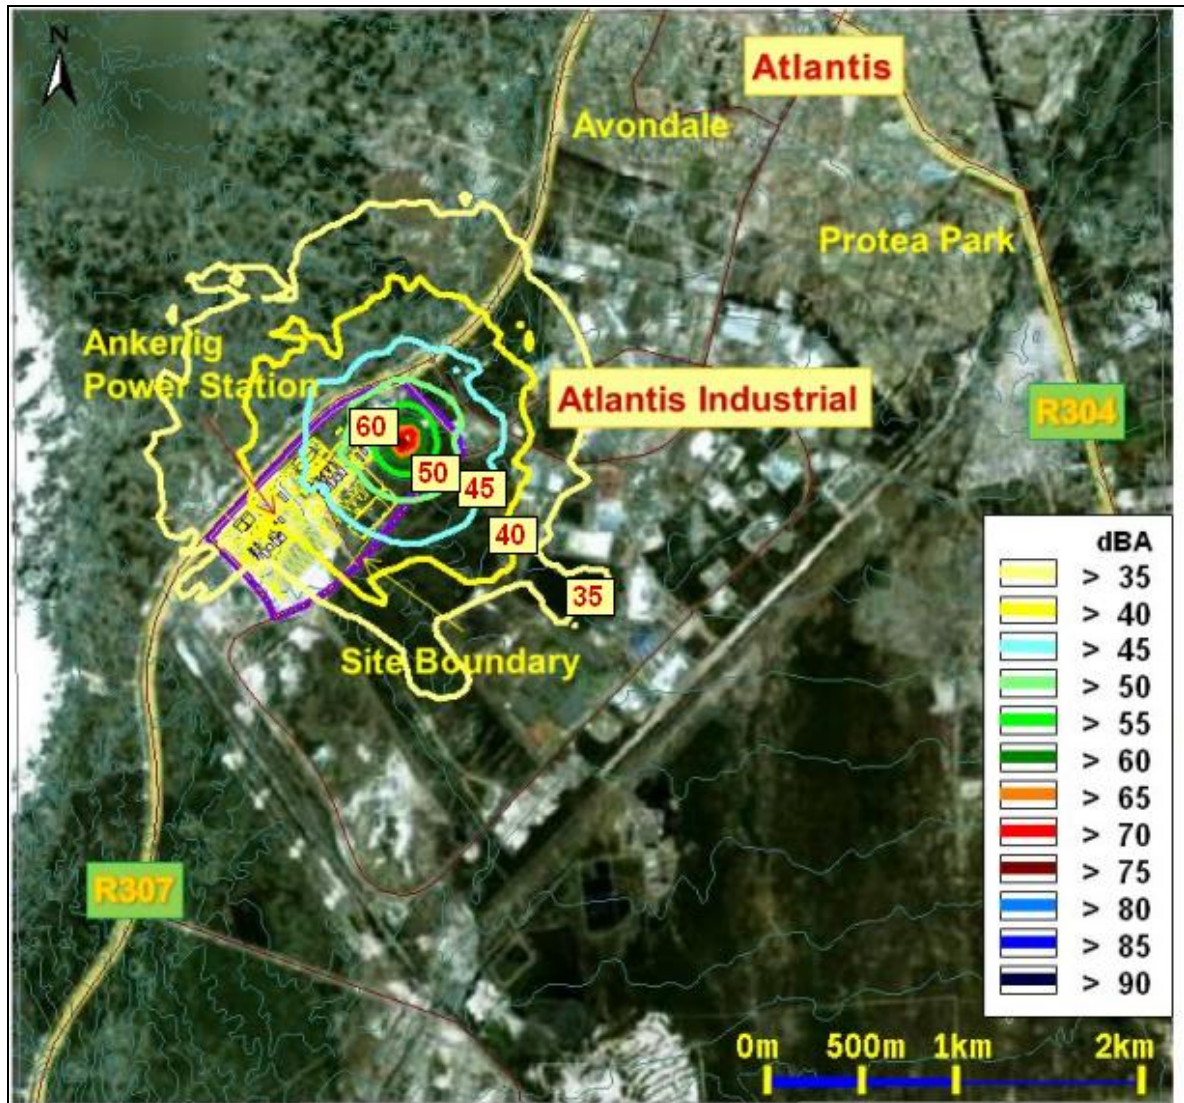 N
Atlantis
Avondale
Protea Park
Ankerlig
Power Station
Atlantis Industrial
R304
60
50
45
40
35
Site Boundary
R307
dBA
> 35
> 40
> 45
> 50
> 55
> 60
> 65
> 70
> 75
> 80
> 85
> 90
0m 500m 1km 2km